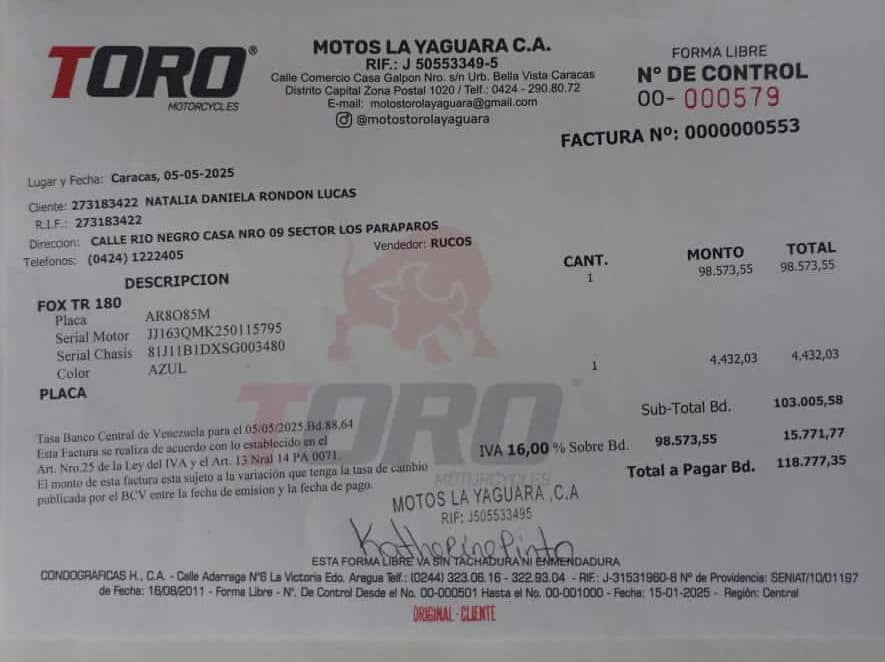 TORO®
MOTORCYCLES
MOTOS LA YAGUARA C.A.
RIF.: J 50553349-5
Calle Comercio Casa Galpon Nro. s/n Urb. Bella Vista Caracas
Distrito Capital Zona Postal 1020 / Telf.: 0424 - 290.80.72
E-mail: motostorolayaguara@gmail.com
@motostorolayaguara
FORMA LIBRE
N° DE CONTROL
00- 000579
FACTURA Nº: 0000000553
Lugar y Fecha: Caracas, 05-05-2025
Cliente: 273183422 NATALIA DANIELA RONDON LUCAS
R.I.F.: 273183422
Direccion: CALLE RIO NEGRO CASA NRO 09 SECTOR LOS PARAPAROS
Telefonos: (0424) 1222405 Vendedor: RUCOS
DESCRIPCION CANT. MONTO TOTAL
FOX TR 180 1 98.573,55 98.573,55
Placa AR8O85M
Serial Motor JJ163QMK250115795
Serial Chasis 81J11B1DXSG003480
Color AZUL
PLACA 1 4.432,03 4.432,03
TORO
MOTORCYCLES
Sub-Total Bd. 103.005,58
IVA 16,00 % Sobre Bd. 98.573,55 15.771,77
Total a Pagar Bd. 118.777,35
Tasa Banco Central de Venezuela para el 05/05/2025,Bd.88,64
Esta Factura se realiza de acuerdo con lo establecido en el
Art. Nro.25 de la Ley del IVA y el Art. 13 Nral 14 PA 0071.
El monto de esta factura esta sujeto a la variación que tenga la tasa de cambio
publicada por el BCV entre la fecha de emision y la fecha de pago.
MOTOS LA YAGUARA ,C.A
RIF: J505533495
Katherine Pinto
ESTA FORMA LIBRE VA SIN TACHADURA NI ENMENDADURA
CONDOGRAFICAS H., C.A. - Calle Adarraga N°6 La Victoria Edo. Aragua Telf.: (0244) 323.06.16 - 322.93.04 - RIF.: J-31531960-8 N° de Providencia: SENIAT/10/01197
de Fecha: 16/08/2011 - Forma Libre - N°. De Control Desde el No. 00-000501 Hasta el No. 00-001000 - Fecha: 15-01-2025 - Región: Central
ORIGINAL - CLIENTE